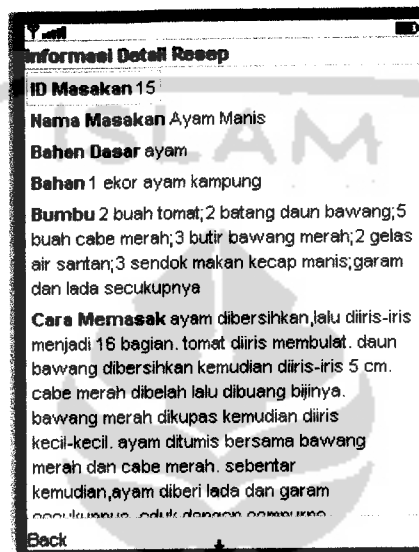 Informasi Detail Resep
ID Masakan 15
Nama Masakan Ayam Manis
Bahan Dasar ayam
Bahan 1 ekor ayam kampung
Bumbu 2 buah tomat;2 batang daun bawang;5
buah cabe merah;3 butir bawang merah;2 gelas
air santan;3 sendok makan kecap manis;garam
dan lada secukupnya
Cara Memasak ayam dibersihkan,lalu diiris-iris
menjadi 16 bagian. tomat diiris membulat. daun
bawang dibersihkan kemudian diiris-iris 5 cm.
cabe merah dibelah lalu dibuang bijinya.
bawang merah dikupas kemudian diiris
kecil-kecil. ayam ditumis bersama bawang
merah dan cabe merah. sebentar
kemudian,ayam diberi lada dan garam
Back
ISLAM